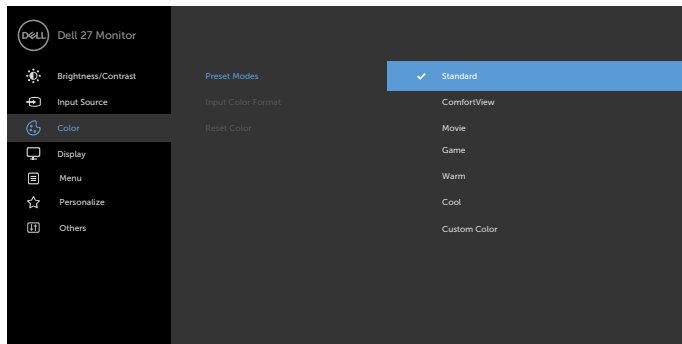 DELL Dell 27 Monitor
Brightness/Contrast Preset Modes Standard
Input Source Input Color Format ComfortView
Color Reset Color Movie
Display Game
Menu Warm
Personalize Cool
Others Custom Color